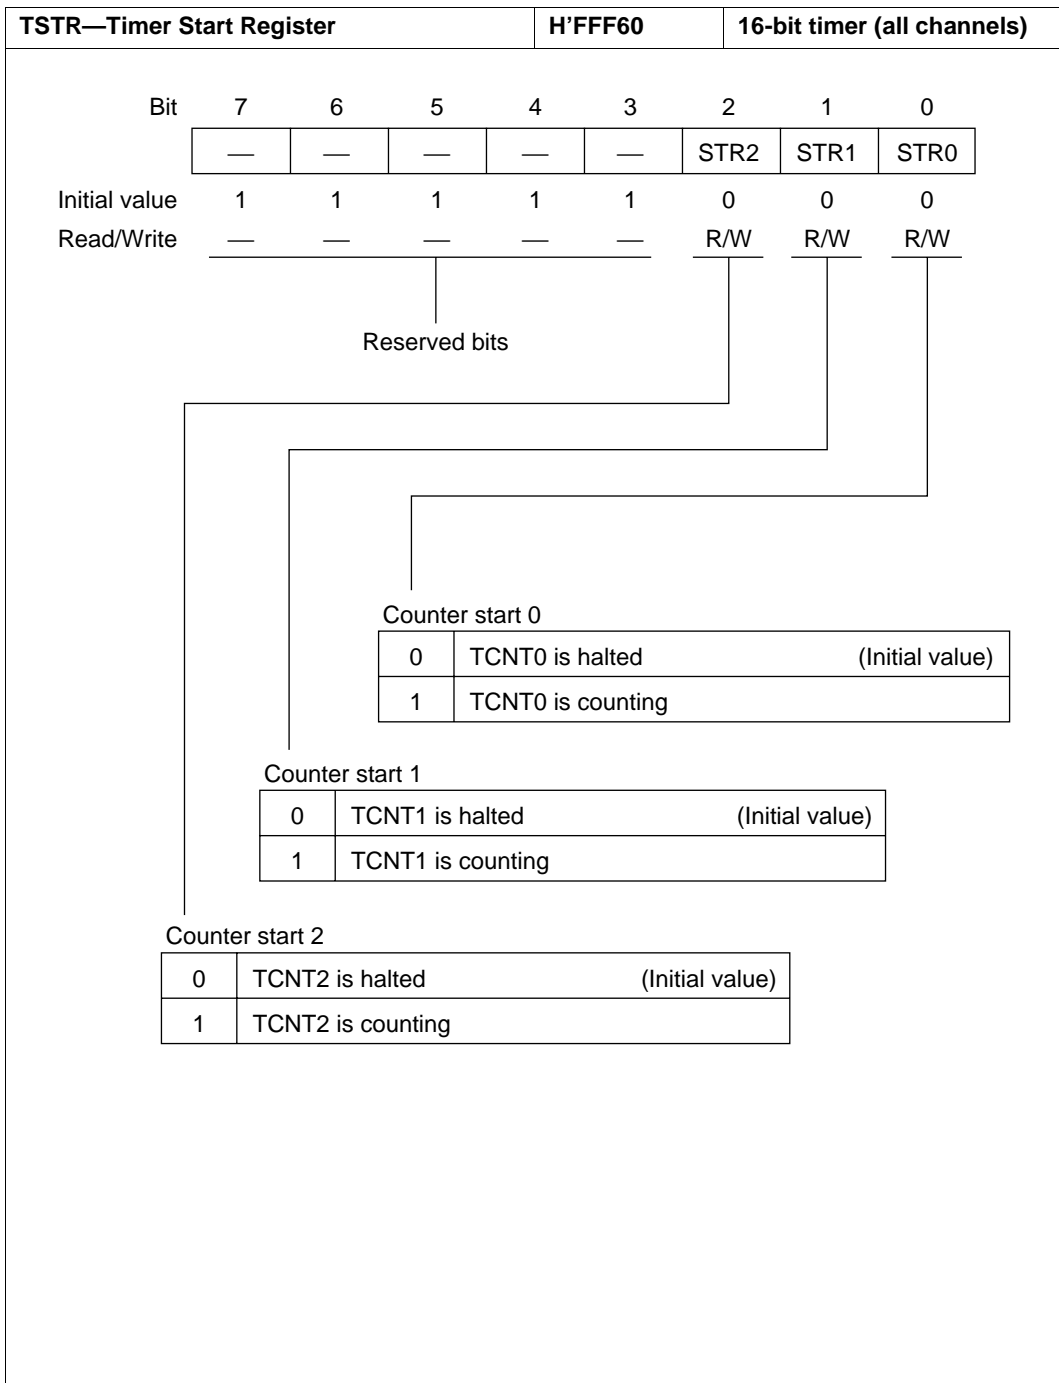 TSTR—Timer Start Register H'FFF60 16-bit timer (all channels)
Bit 7 6 5 4 3 2 1 0
— — — — — STR2 STR1 STR0
Initial value 1 1 1 1 1 0 0 0
Read/Write — — — — — R/W R/W R/W
Reserved bits
Counter start 0
0 TCNT0 is halted (Initial value)
1 TCNT0 is counting
Counter start 1
0 TCNT1 is halted (Initial value)
1 TCNT1 is counting
Counter start 2
0 TCNT2 is halted (Initial value)
1 TCNT2 is counting